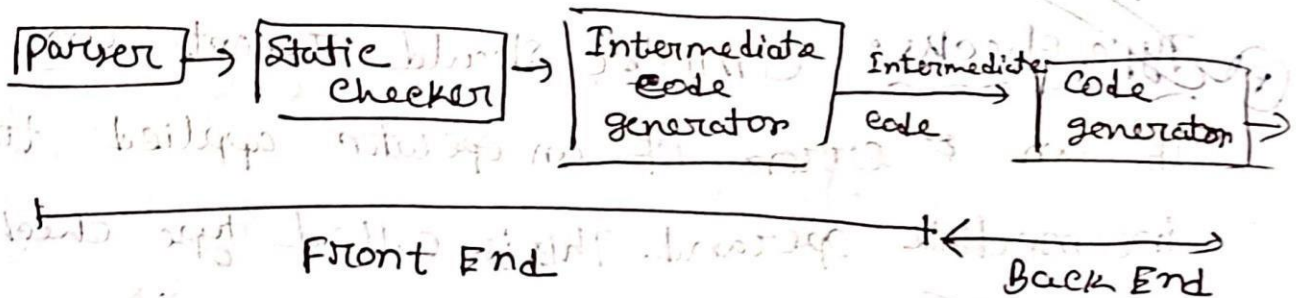 Parser
Static
Checker
Intermediate
code
generator
Intermediate
code
Code
generator
Front End
Back End